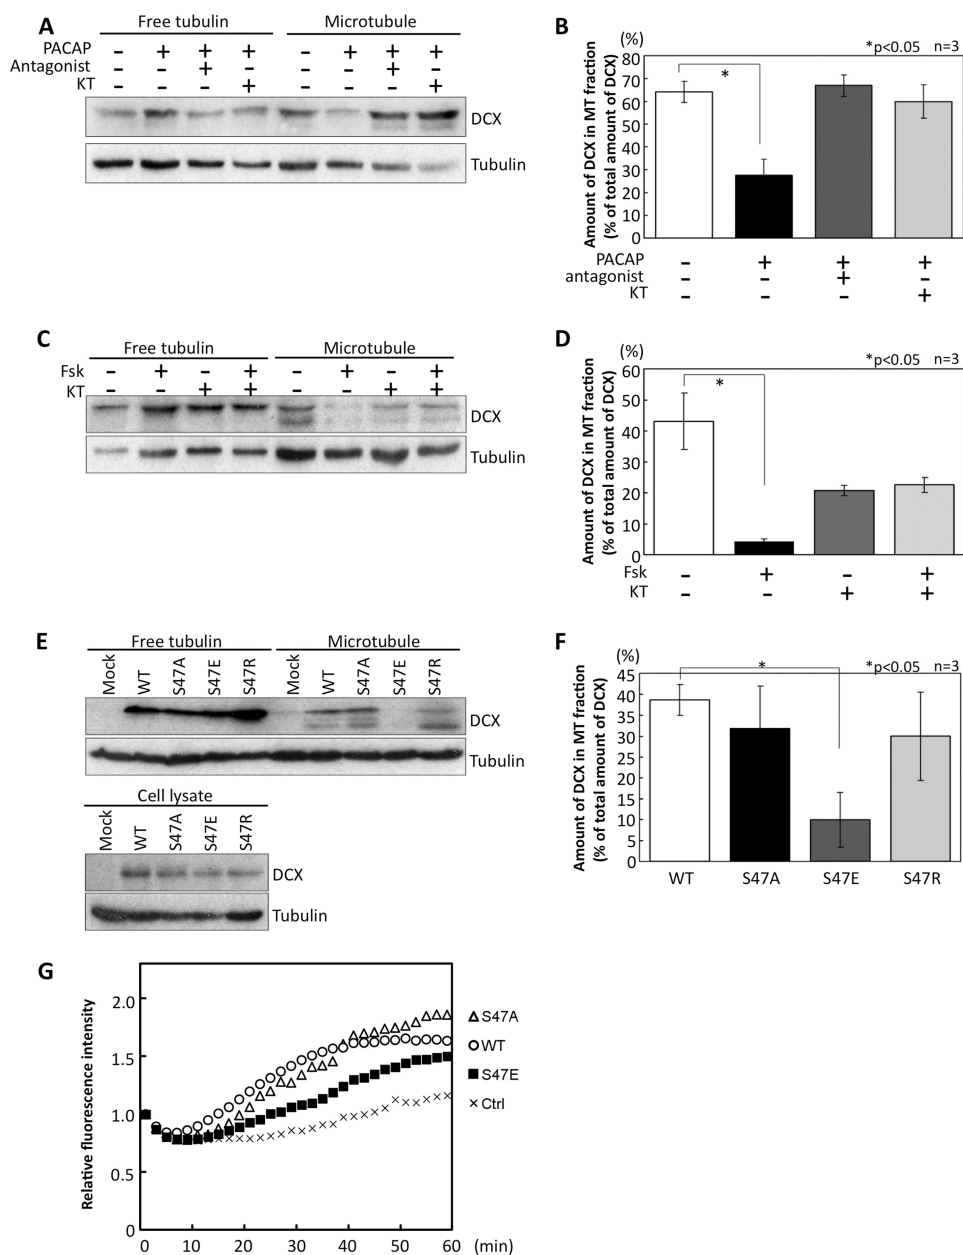 A
Free tubulin Microtubule
PACAP - + + + - + + +
Antagonist - - + - - - + -
KT - - - + - - - +
DCX
Tubulin
B
(%)
*p<0.05 n=3
Amount of DCX in MT fraction
(% of total amount of DCX)
80
70
60
50
40
30
20
10
0
*
PACAP - + + +
antagonist - - + -
KT - - - +
C
Free tubulin Microtubule
Fsk - + - + - + - +
KT - - + + - - + +
DCX
Tubulin
D
(%)
*p<0.05 n=3
Amount of DCX in MT fraction
(% of total amount of DCX)
60
50
40
30
20
10
0
*
Fsk - + - +
KT - - + +
E
Free tubulin Microtubule
Mock WT S47A S47E S47R Mock WT S47A S47E S47R
DCX
Tubulin
Cell lysate
Mock WT S47A S47E S47R
DCX
Tubulin
F
(%)
*p<0.05 n=3
Amount of DCX in MT fraction
(% of total amount of DCX)
45
40
35
30
25
20
15
10
5
0
*
WT S47A S47E S47R
G
Relative fluorescence intensity
2.0
1.5
1.0
0.5
0
0 10 20 30 40 50 60 (min)
S47A
WT
S47E
Ctrl